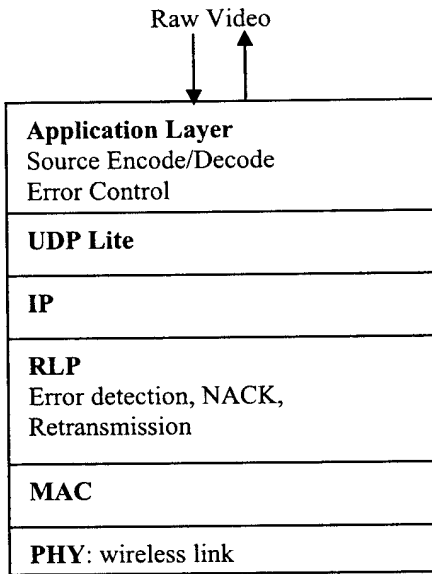 Raw Video
Application Layer
Source Encode/Decode
Error Control
UDP Lite
IP
RLP
Error detection, NACK,
Retransmission
MAC
PHY: wireless link